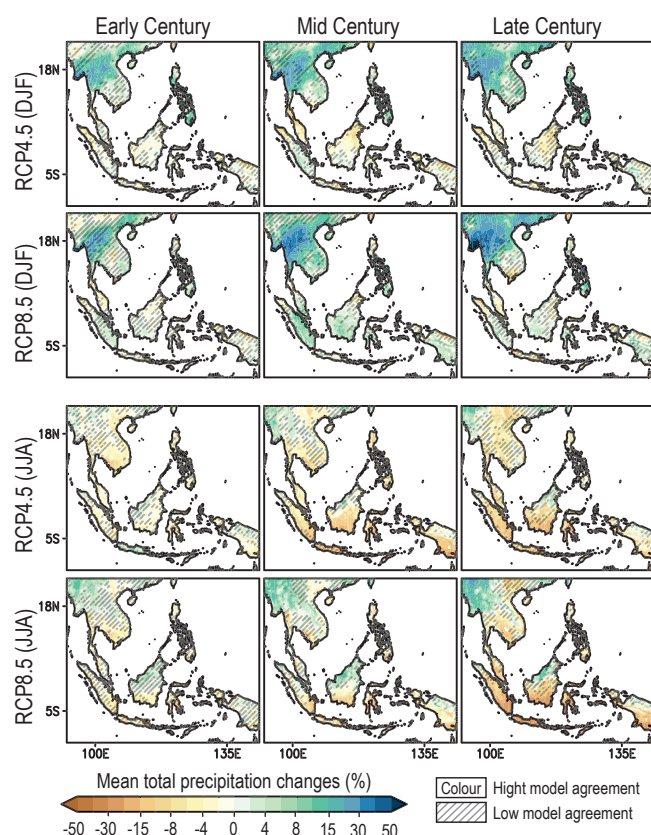 Early Century Mid Century Late Century
RCP4.5 (DJF)
18N
5S
RCP8.5 (DJF)
18N
5S
RCP4.5 (JJA)
18N
5S
RCP8.5 (JJA)
18N
5S
100E 135E 100E 135E 100E 135E
Mean total precipitation changes (%)
-50 -30 -15 -8 -4 0 4 8 15 30 50
Colour Hight model agreement
Low model agreement